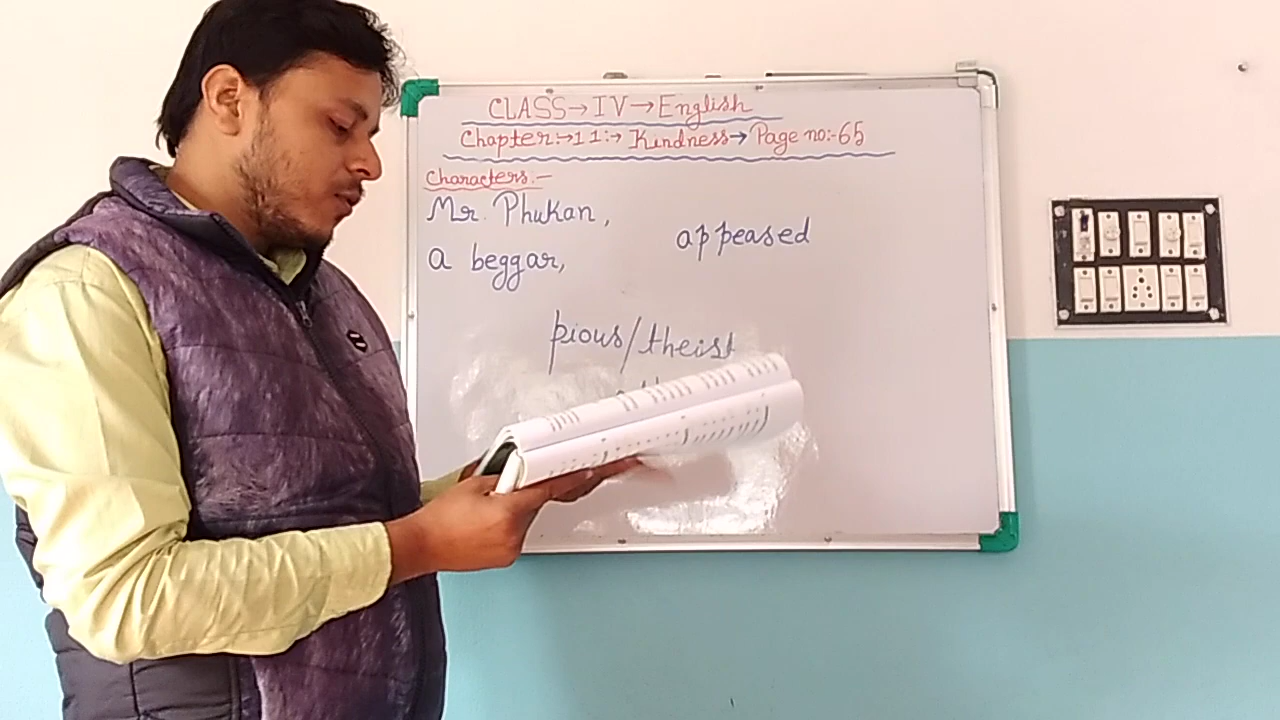 CLASS→IV→English
Chapter:→11:→ Kindness→Page no:-65
Characters:-
Mr. Phukan,
appeased
a beggar,
pious/theist